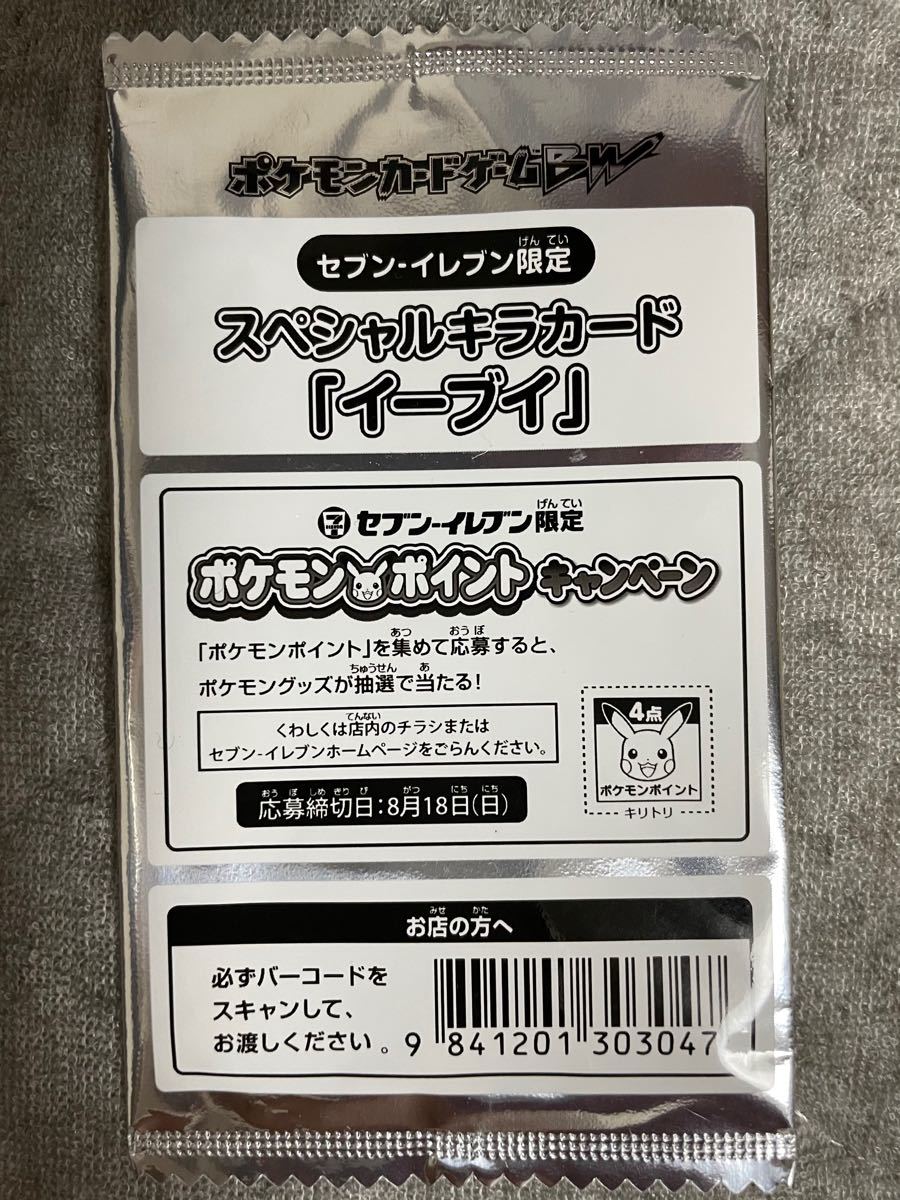 ポケモンカードゲームBW
セブン-イレブン限定
スペシャルキラカード
「イーブイ」
セブン-イレブン限定
ポケモンポイントキャンペーン
「ポケモンポイント」を集めて応募すると、
ポケモングッズが抽選で当たる!
くわしくは店内のチラシまたは
セブン-イレブンホームページをごらんください。
応募締切日:8月18日(日)
4点
ポケモンポイント
キリトリ
お店の方へ
必ずバーコードを
スキャンして、
お渡しください。
9 841201 303047